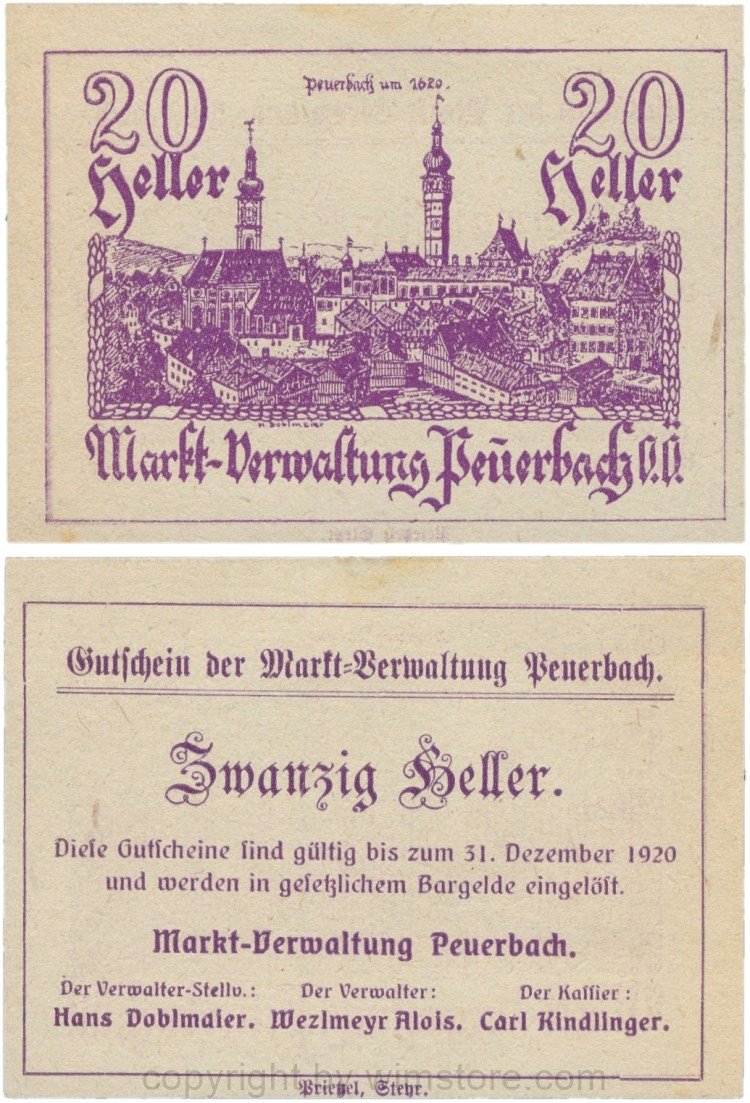 20 20
Peuerbach um 1620.
Heller Heller
H. Doblmaier
Markt-Verwaltung Peuerbach O.Ö.
Gutschein der Markt-Verwaltung Peuerbach.
Zwanzig Heller.
Diese Gutscheine sind gültig bis zum 31. Dezember 1920
und werden in gesetzlichem Bargelde eingelöst.
Markt-Verwaltung Peuerbach.
Der Verwalter-Stellv.: Der Verwalter: Der Kassier:
Hans Doblmaier. Wezlmeyr Alois. Carl Kindlinger.
copyright by wimstore.com
Prietzel, Steyr.